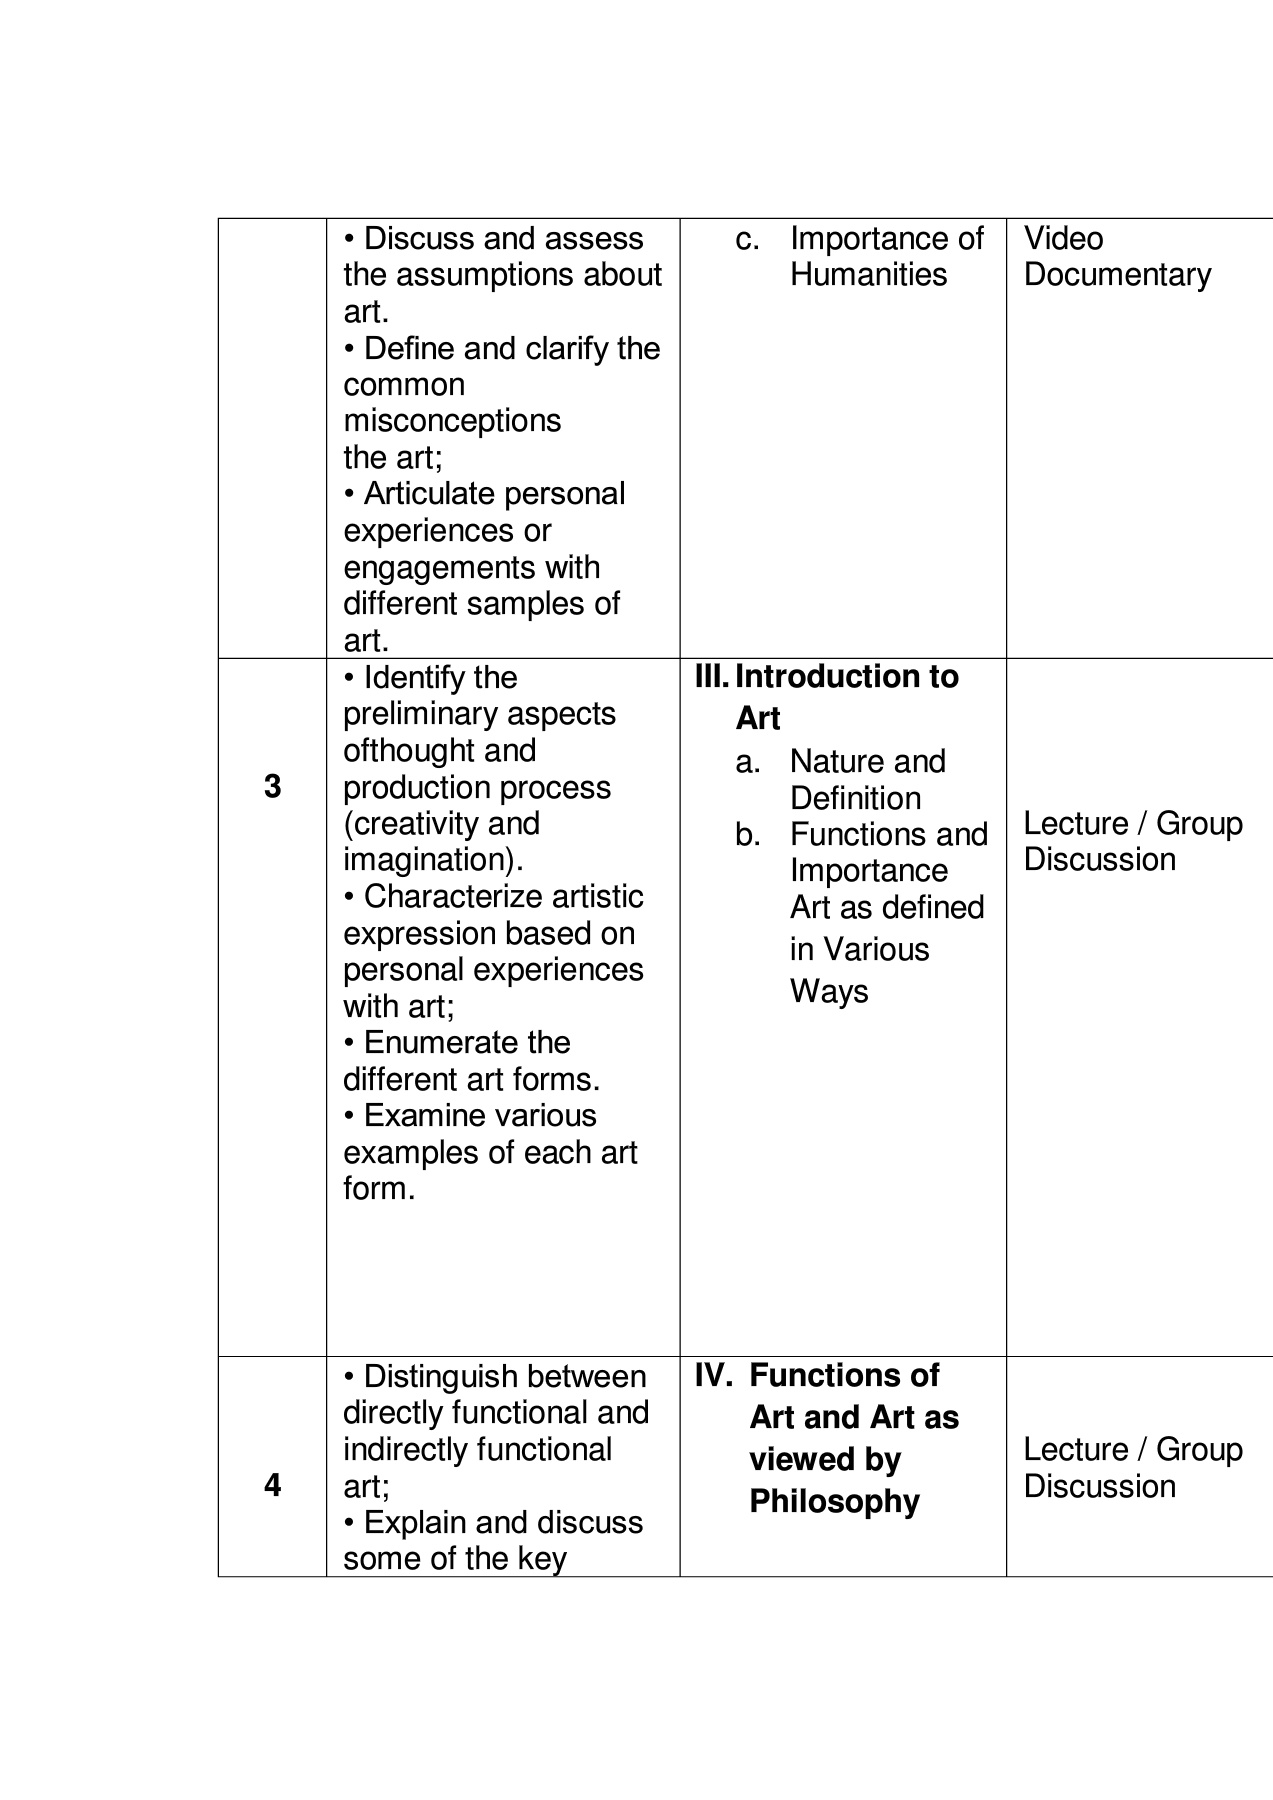 • Discuss and assess
the assumptions about
art.
• Define and clarify the
common
misconceptions
the art;
• Articulate personal
experiences or
engagements with
different samples of
art.
c. Importance of
Humanities
Video
Documentary
3
• Identify the
preliminary aspects
ofthought and
production process
(creativity and
imagination).
• Characterize artistic
expression based on
personal experiences
with art;
• Enumerate the
different art forms.
• Examine various
examples of each art
form.
III. Introduction to
Art
a. Nature and
Definition
b. Functions and
Importance
Art as defined
in Various
Ways
Lecture / Group
Discussion
4
• Distinguish between
directly functional and
indirectly functional
art;
• Explain and discuss
some of the key
IV. Functions of
Art and Art as
viewed by
Philosophy
Lecture / Group
Discussion